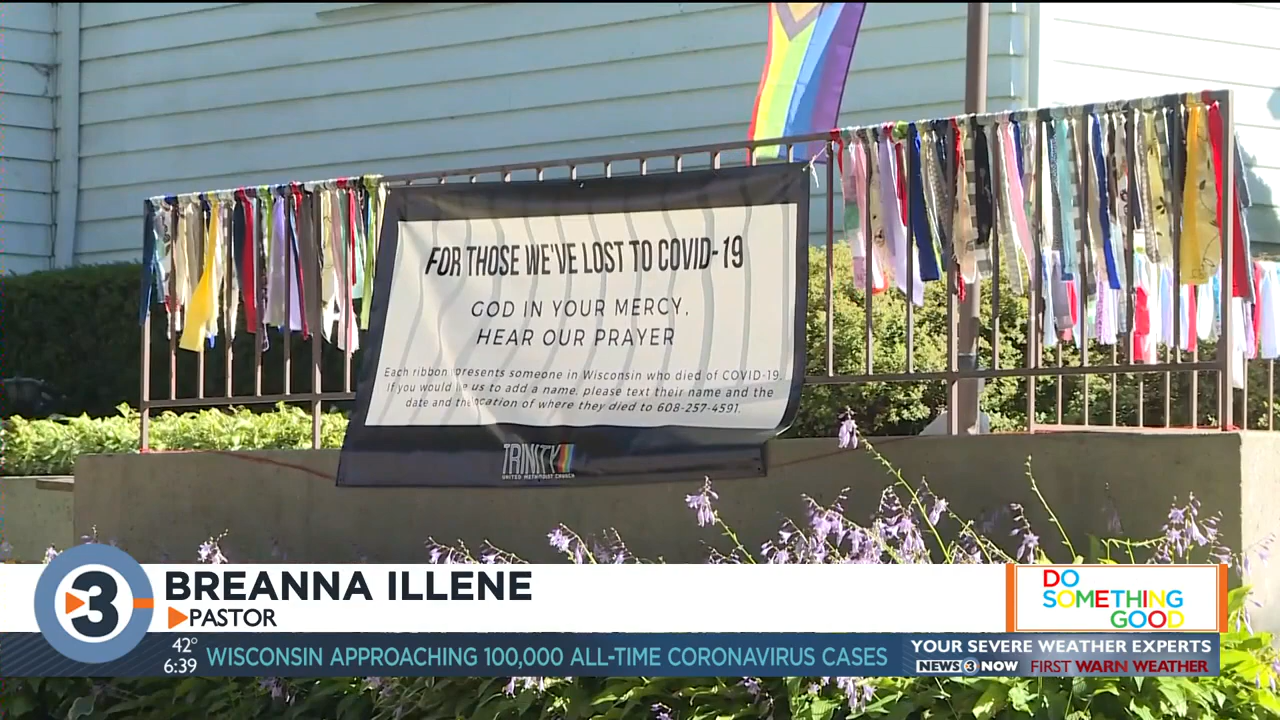 FOR THOSE WE'VE LOST TO COVID-19
GOD IN YOUR MERCY,
HEAR OUR PRAYER
Each ribbon presents someone in Wisconsin who died of COVID-19.
If you would us to add a name, please text their name and the
date and the location of where they died to 608-257-4591.
TRINITY
UNITED METHODIST CHURCH
3
BREANNA ILLENE
PASTOR
DO
SOMETHING
GOOD
42°
6:39
WISCONSIN APPROACHING 100,000 ALL-TIME CORONAVIRUS CASES
YOUR SEVERE WEATHER EXPERTS
NEWS 3 NOW FIRST WARN WEATHER